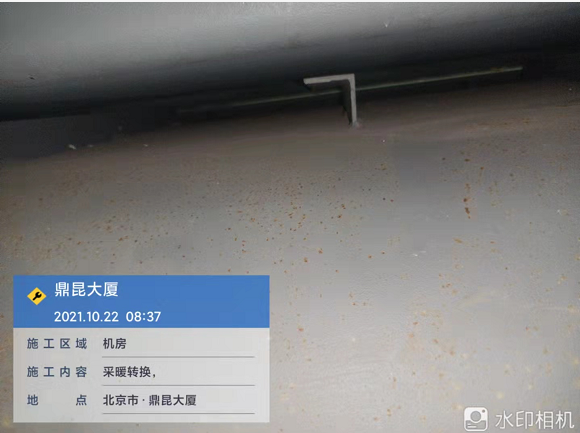 鼎昆大厦
2021.10.22 08:37
施工区域 机房
施工内容 采暖转换，
地点 北京市·鼎昆大厦
水印相机